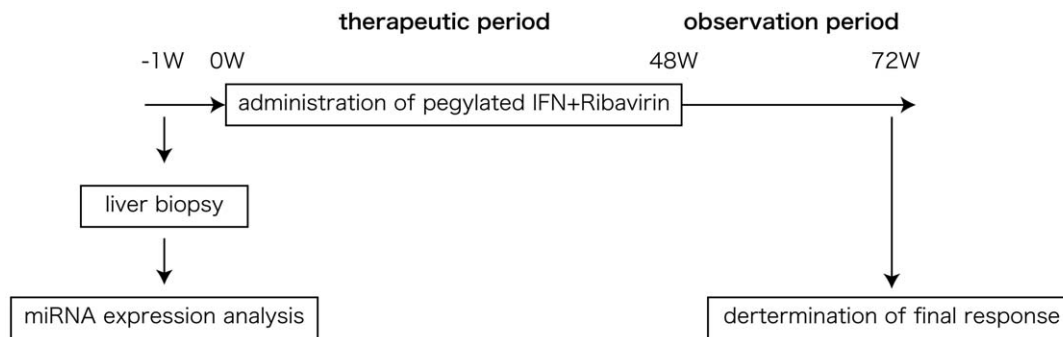 therapeutic period observation period
-1W 0W 48W 72W
administration of pegylated IFN+Ribavirin
liver biopsy
miRNA expression analysis dertermination of final response